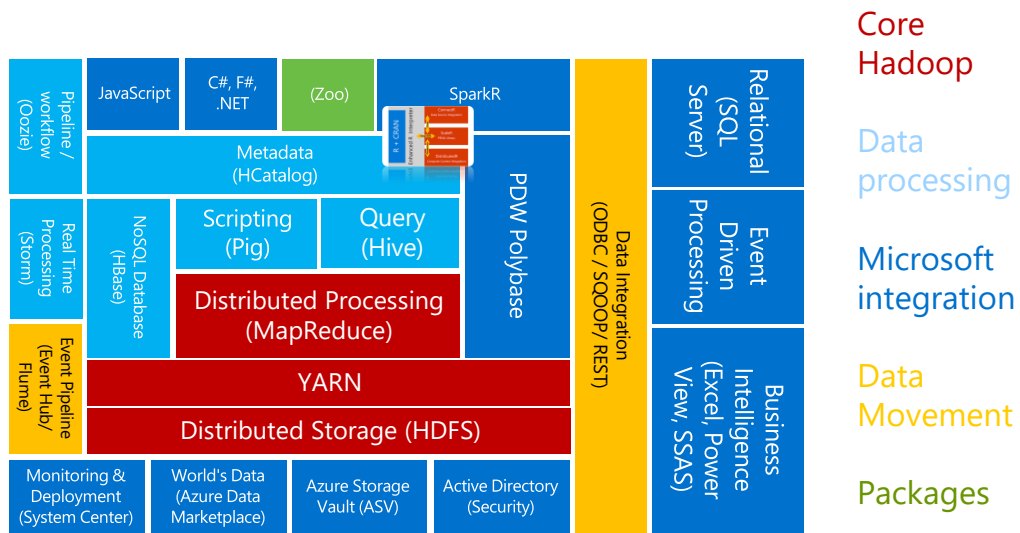 Core
Hadoop
Data
processing
Microsoft
integration
Data
Movement
Packages
Pipeline /
workflow
(Oozie)
JavaScript
C#, F#,
.NET
(Zoo)
SparkR
R + CRAN
Enhanced R Interpreter
Metadata
(HCatalog)
PDW Polybase
Data Integration
(ODBC / SQOOP/ REST)
Relational
(SQL
Server)
Real Time
Processing
(Storm)
NoSQL Database
(HBase)
Scripting
(Pig)
Query
(Hive)
Event
Driven
Processing
Distributed Processing
(MapReduce)
Event Pipeline
(Event Hub/
Flume)
YARN
Distributed Storage (HDFS)
Business
Intelligence
(Excel, Power
View, SSAS)
Monitoring &
Deployment
(System Center)
World's Data
(Azure Data
Marketplace)
Azure Storage
Vault (ASV)
Active Directory
(Security)